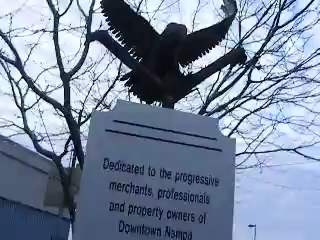 Dedicated to the progressive
merchants, professionals
and property owners of
Downtown Nampa